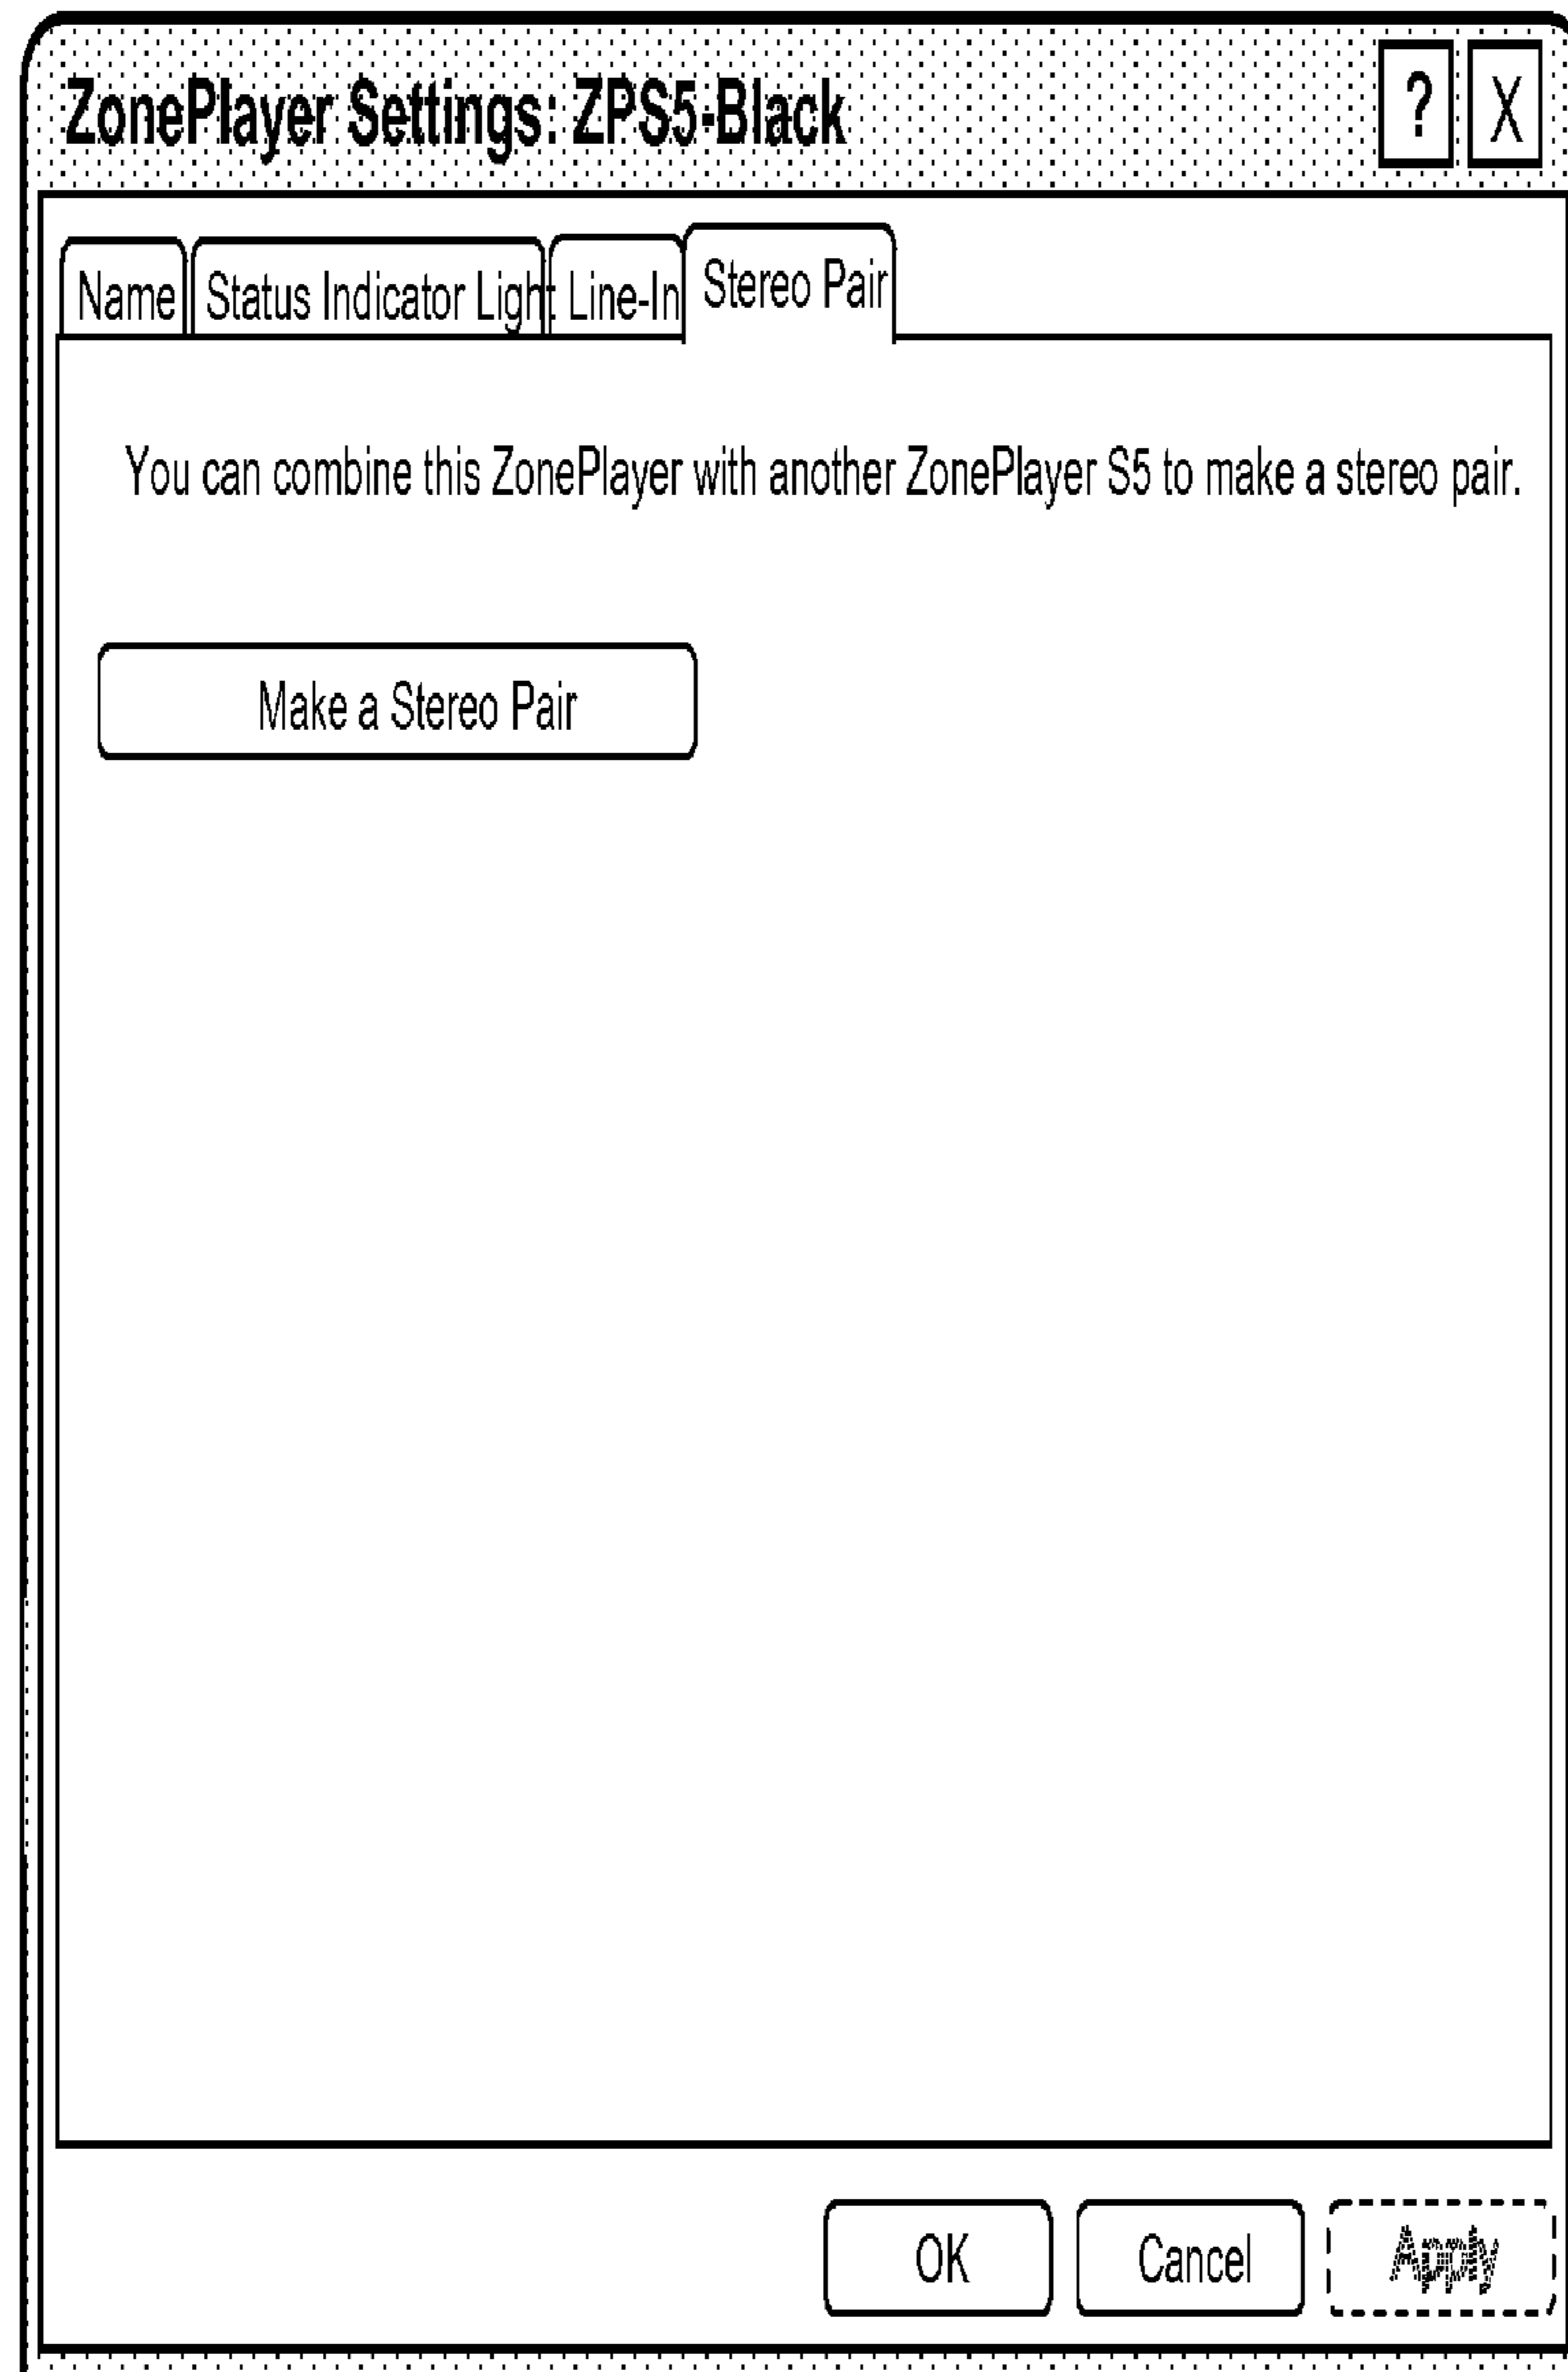 ZonePlayer Settings: ZPS5-Black ? X
Name Status Indicator Light Line-In Stereo Pair
You can combine this ZonePlayer with another ZonePlayer S5 to make a stereo pair.
Make a Stereo Pair
OK Cancel Apply